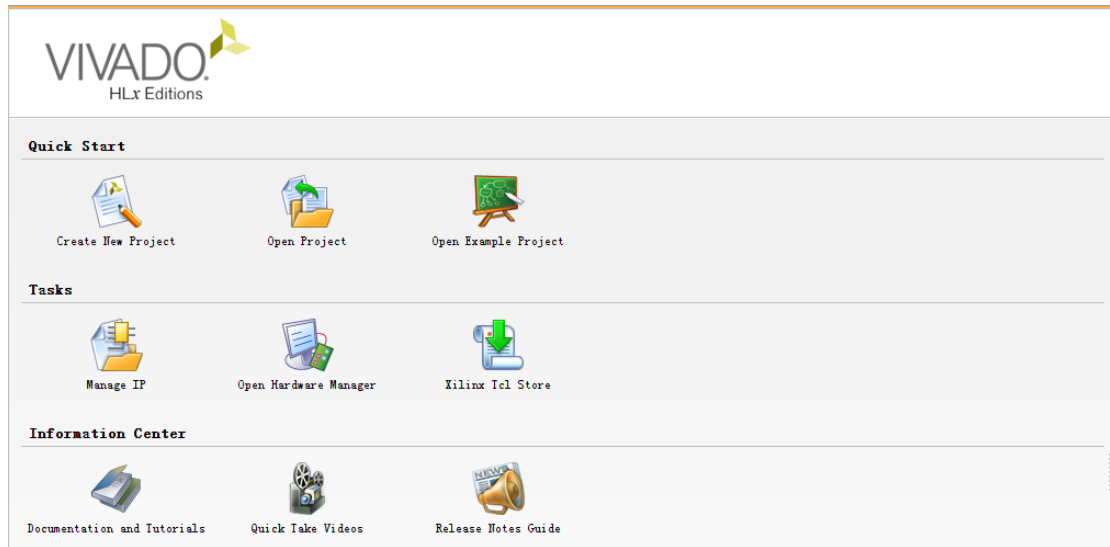 VIVADO.
HLx Editions
Quick Start
Create New Project
Open Project
Open Example Project
Tasks
Manage IP
Open Hardware Manager
Xilinx Tcl Store
Information Center
NEWS
Documentation and Tutorials
Quick Take Videos
Release Notes Guide